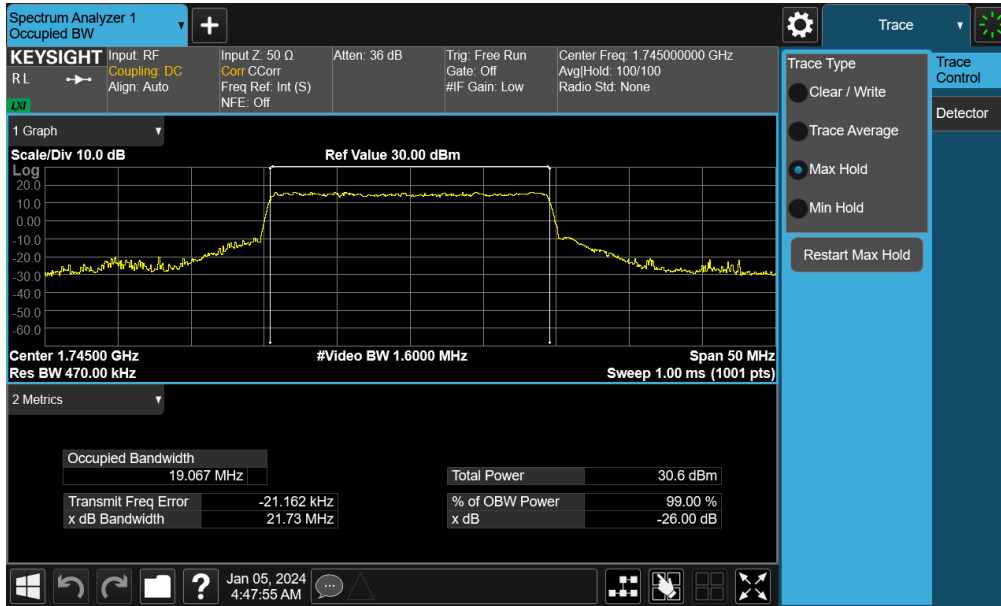 Spectrum Analyzer 1
Occupied BW
Trace
KEYSIGHT
RL
LXI
Input: RF
Coupling: DC
Align: Auto
Input Z: 50 Ω
Corr CCorr
Freq Ref: Int (S)
NFE: Off
Atten: 36 dB
Trig: Free Run
Gate: Off
#IF Gain: Low
Center Freq: 1.745000000 GHz
Avg|Hold: 100/100
Radio Std: None
Trace Type
Clear / Write
Trace Average
Max Hold
Min Hold
Restart Max Hold
Trace
Control
Detector
1 Graph
Scale/Div 10.0 dB
Ref Value 30.00 dBm
Log
20.0
10.0
0.00
-10.0
-20.0
-30.0
-40.0
-50.0
-60.0
Center 1.74500 GHz
#Video BW 1.6000 MHz
Span 50 MHz
Res BW 470.00 kHz
Sweep 1.00 ms (1001 pts)
2 Metrics
Occupied Bandwidth
19.067 MHz
Total Power 30.6 dBm
Transmit Freq Error -21.162 kHz
% of OBW Power 99.00 %
x dB Bandwidth 21.73 MHz
x dB -26.00 dB
?
Jan 05, 2024
4:47:55 AM